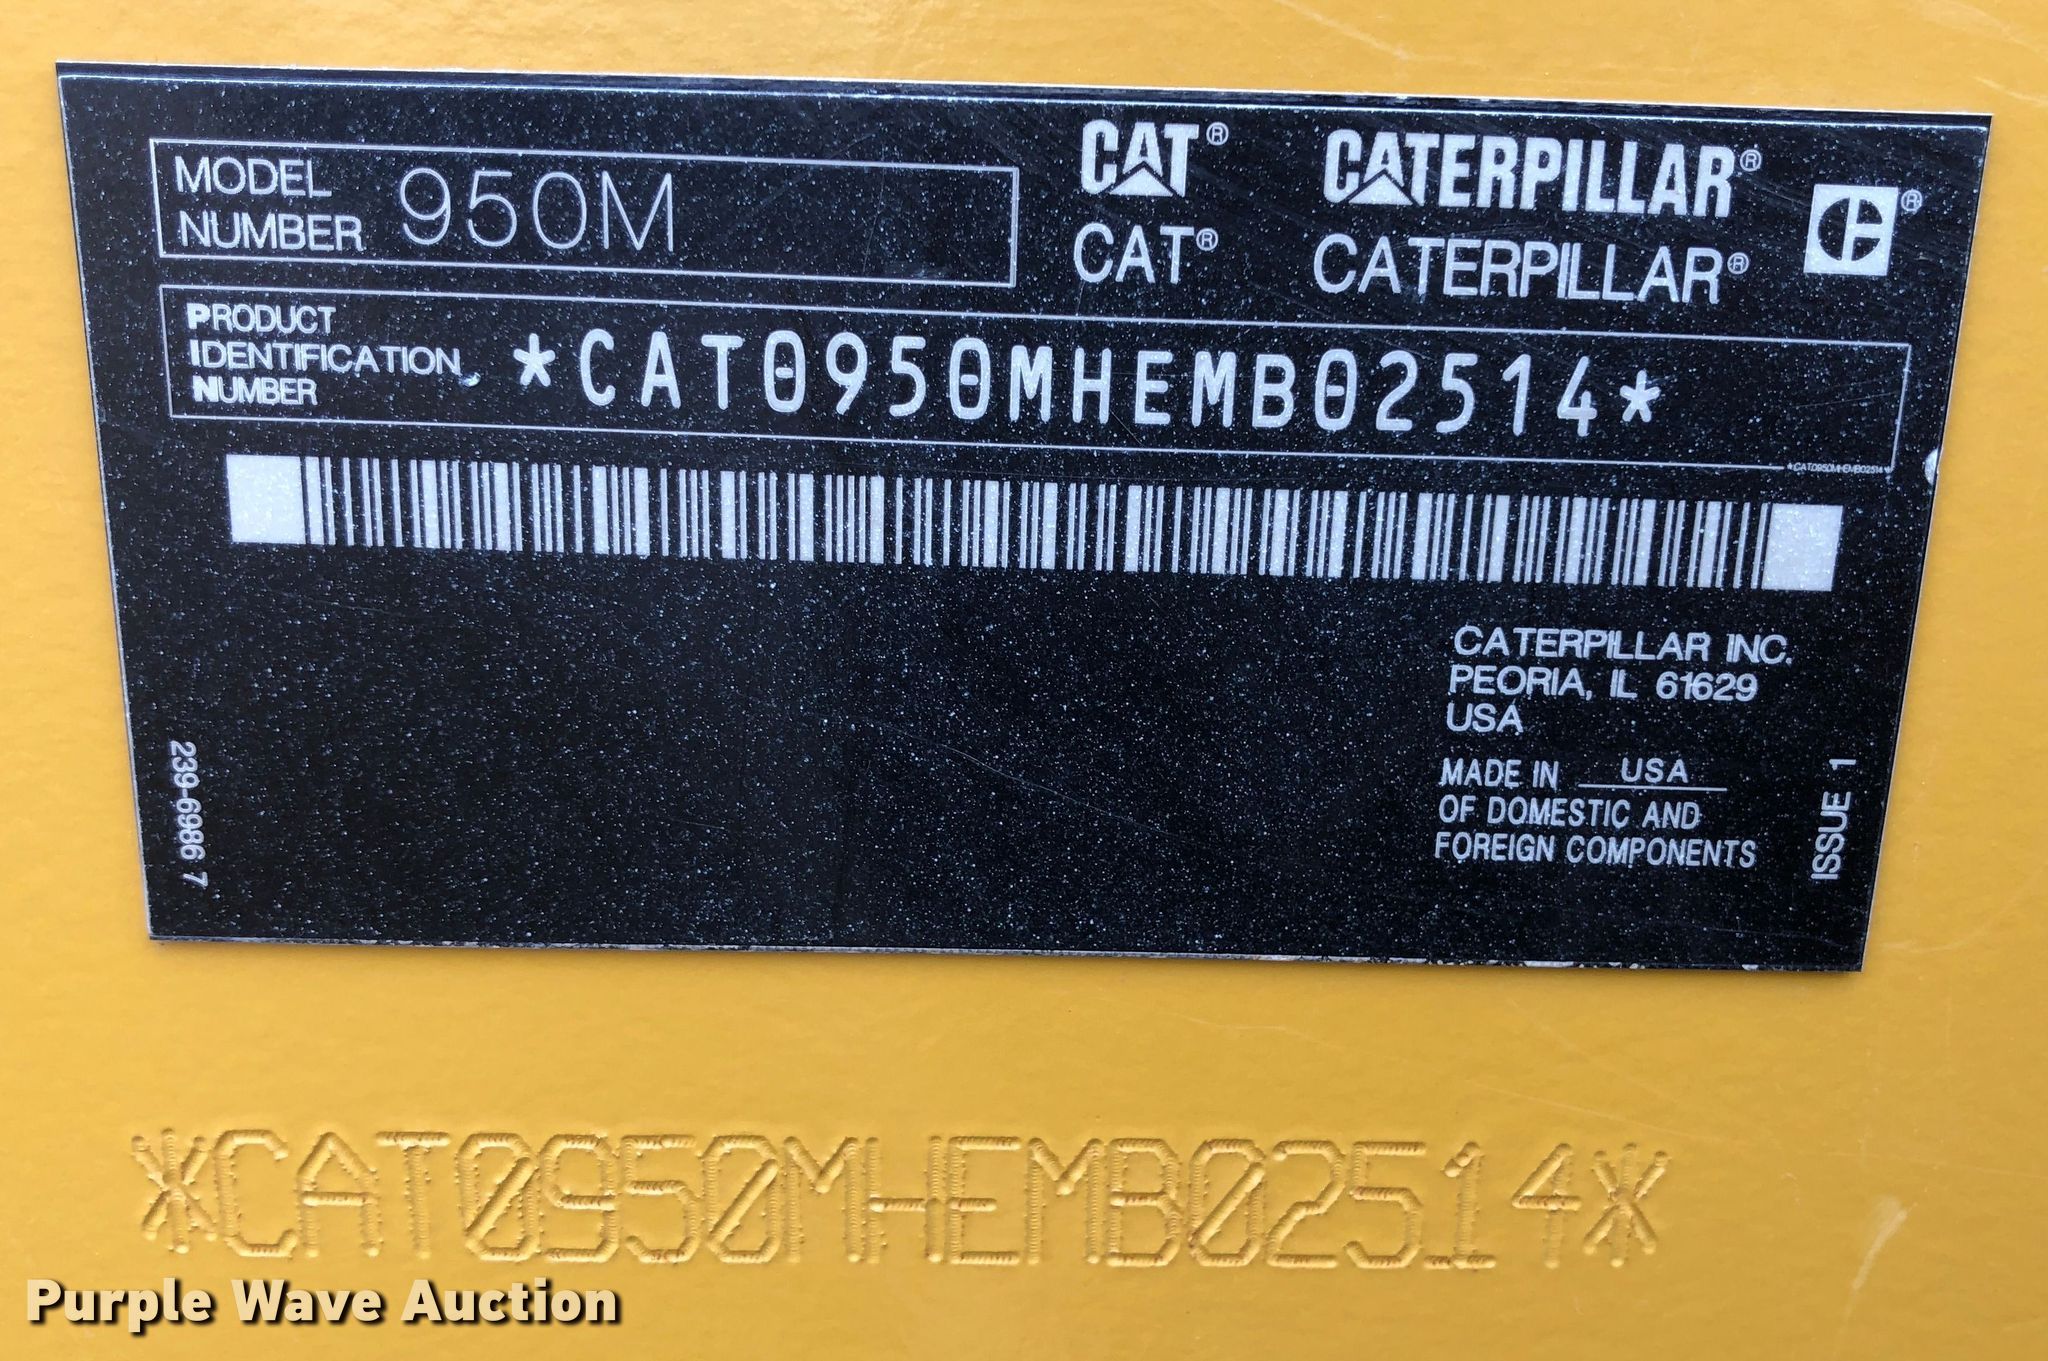 MODEL
NUMBER 950M
CAT® CATERPILLAR® ®
CAT® CATERPILLAR®
PRODUCT
IDENTIFICATION
NUMBER
*CAT0950MHEMB02514*
*CAT0950MHEMB02514*
CATERPILLAR INC.
PEORIA, IL 61629
USA
MADE IN USA
OF DOMESTIC AND
FOREIGN COMPONENTS
239-6986 7
ISSUE 1
*CAT0950MHEMB02514*
Purple Wave Auction